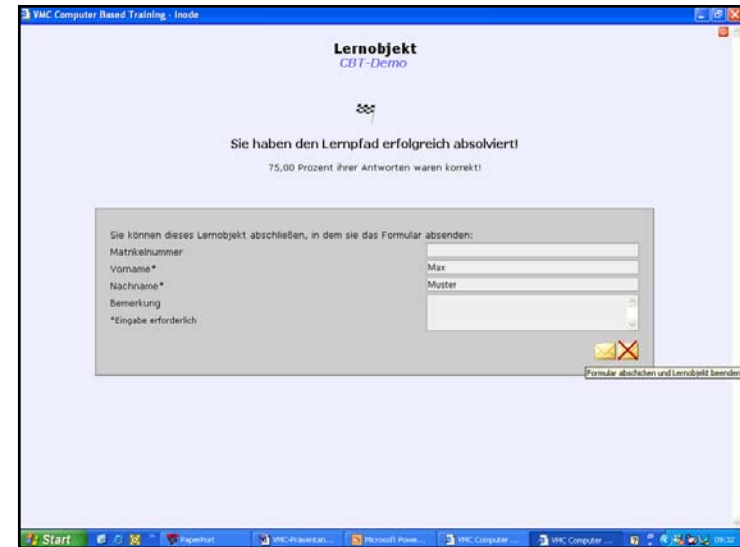 VMC Computer Based Training - Inode
Lernobjekt
CBT-Demo
Sie haben den Lernpfad erfolgreich absolviert!
75,00 Prozent ihrer Antworten waren korrekt!
Sie können dieses Lernobjekt abschließen, in dem sie das Formular absenden:
Matrikelnummer
Vorname* Max
Nachname* Muster
Bemerkung
*Eingabe erforderlich
Formular abschicken und Lernobjekt beenden
Start PaperPort VMC-Präsentati... Microsoft Powe... VMC Computer ... VMC Computer ... 09:32